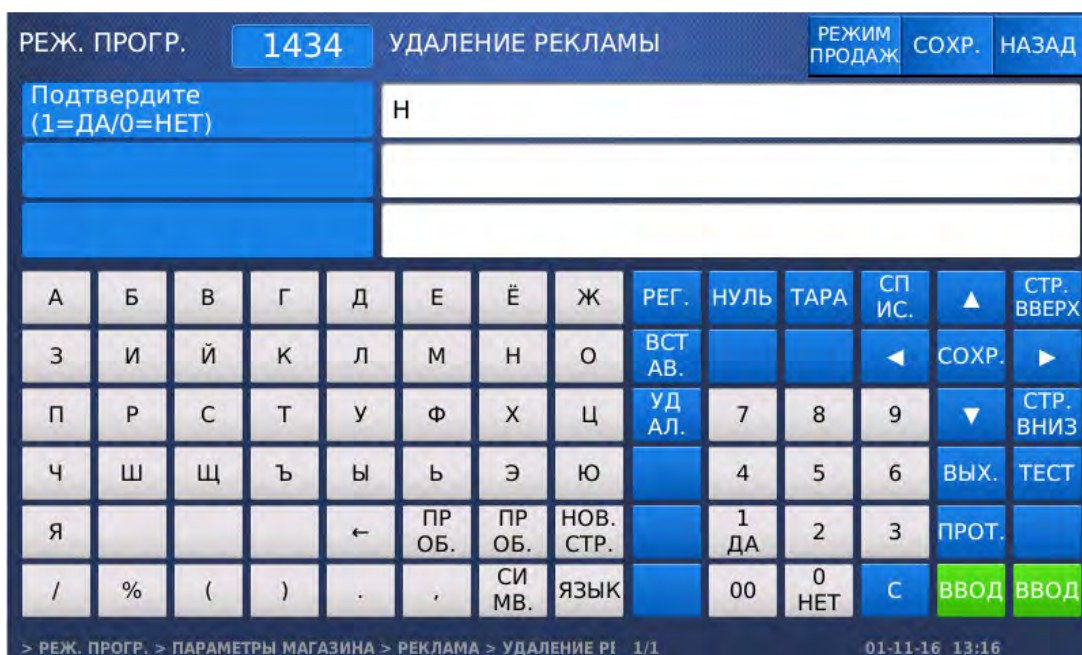 РЕЖ. ПРОГР. 1434 УДАЛЕНИЕ РЕКЛАМЫ РЕЖИМ ПРОДАЖ СОХР. НАЗАД
Подтвердите
(1=ДА/0=НЕТ)
Н
А Б В Г Д Е Ё Ж РЕГ. НУЛЬ ТАРА СП ИС. ▲ СТР. ВВЕРХ
З И Й К Л М Н О ВСТ АВ. ◀ СОХР. ▶
П Р С Т У Ф Х Ц УД АЛ. 7 8 9 ▼ СТР. ВНИЗ
Ч Ш Щ Ъ Ы Ь Э Ю 4 5 6 ВЫХ. ТЕСТ
Я ← ПР ОБ. ПР ОБ. НОВ. СТР. 1 ДА 2 3 ПРОТ.
/ % ( ) . , СИ МВ. ЯЗЫК 00 0 НЕТ С ВВОД ВВОД
> РЕЖ. ПРОГР. > ПАРАМЕТРЫ МАГАЗИНА > РЕКЛАМА > УДАЛЕНИЕ РЕ 1/1 01-11-16 13:16